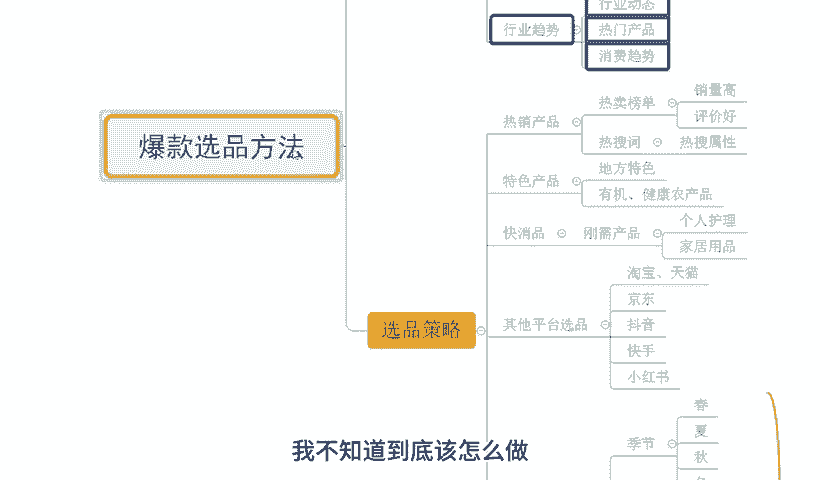 行业动态
行业趋势
热门产品
消费趋势
爆款选品方法
热销产品
热卖榜单
销量高
评价好
热搜词
热搜属性
特色产品
地方特色
有机、健康农产品
快消品
刚需产品
个人护理
家居用品
选品策略
其他平台选品
淘宝、天猫
京东
抖音
快手
小红书
季节
春
夏
秋
我不知道到底该怎么做